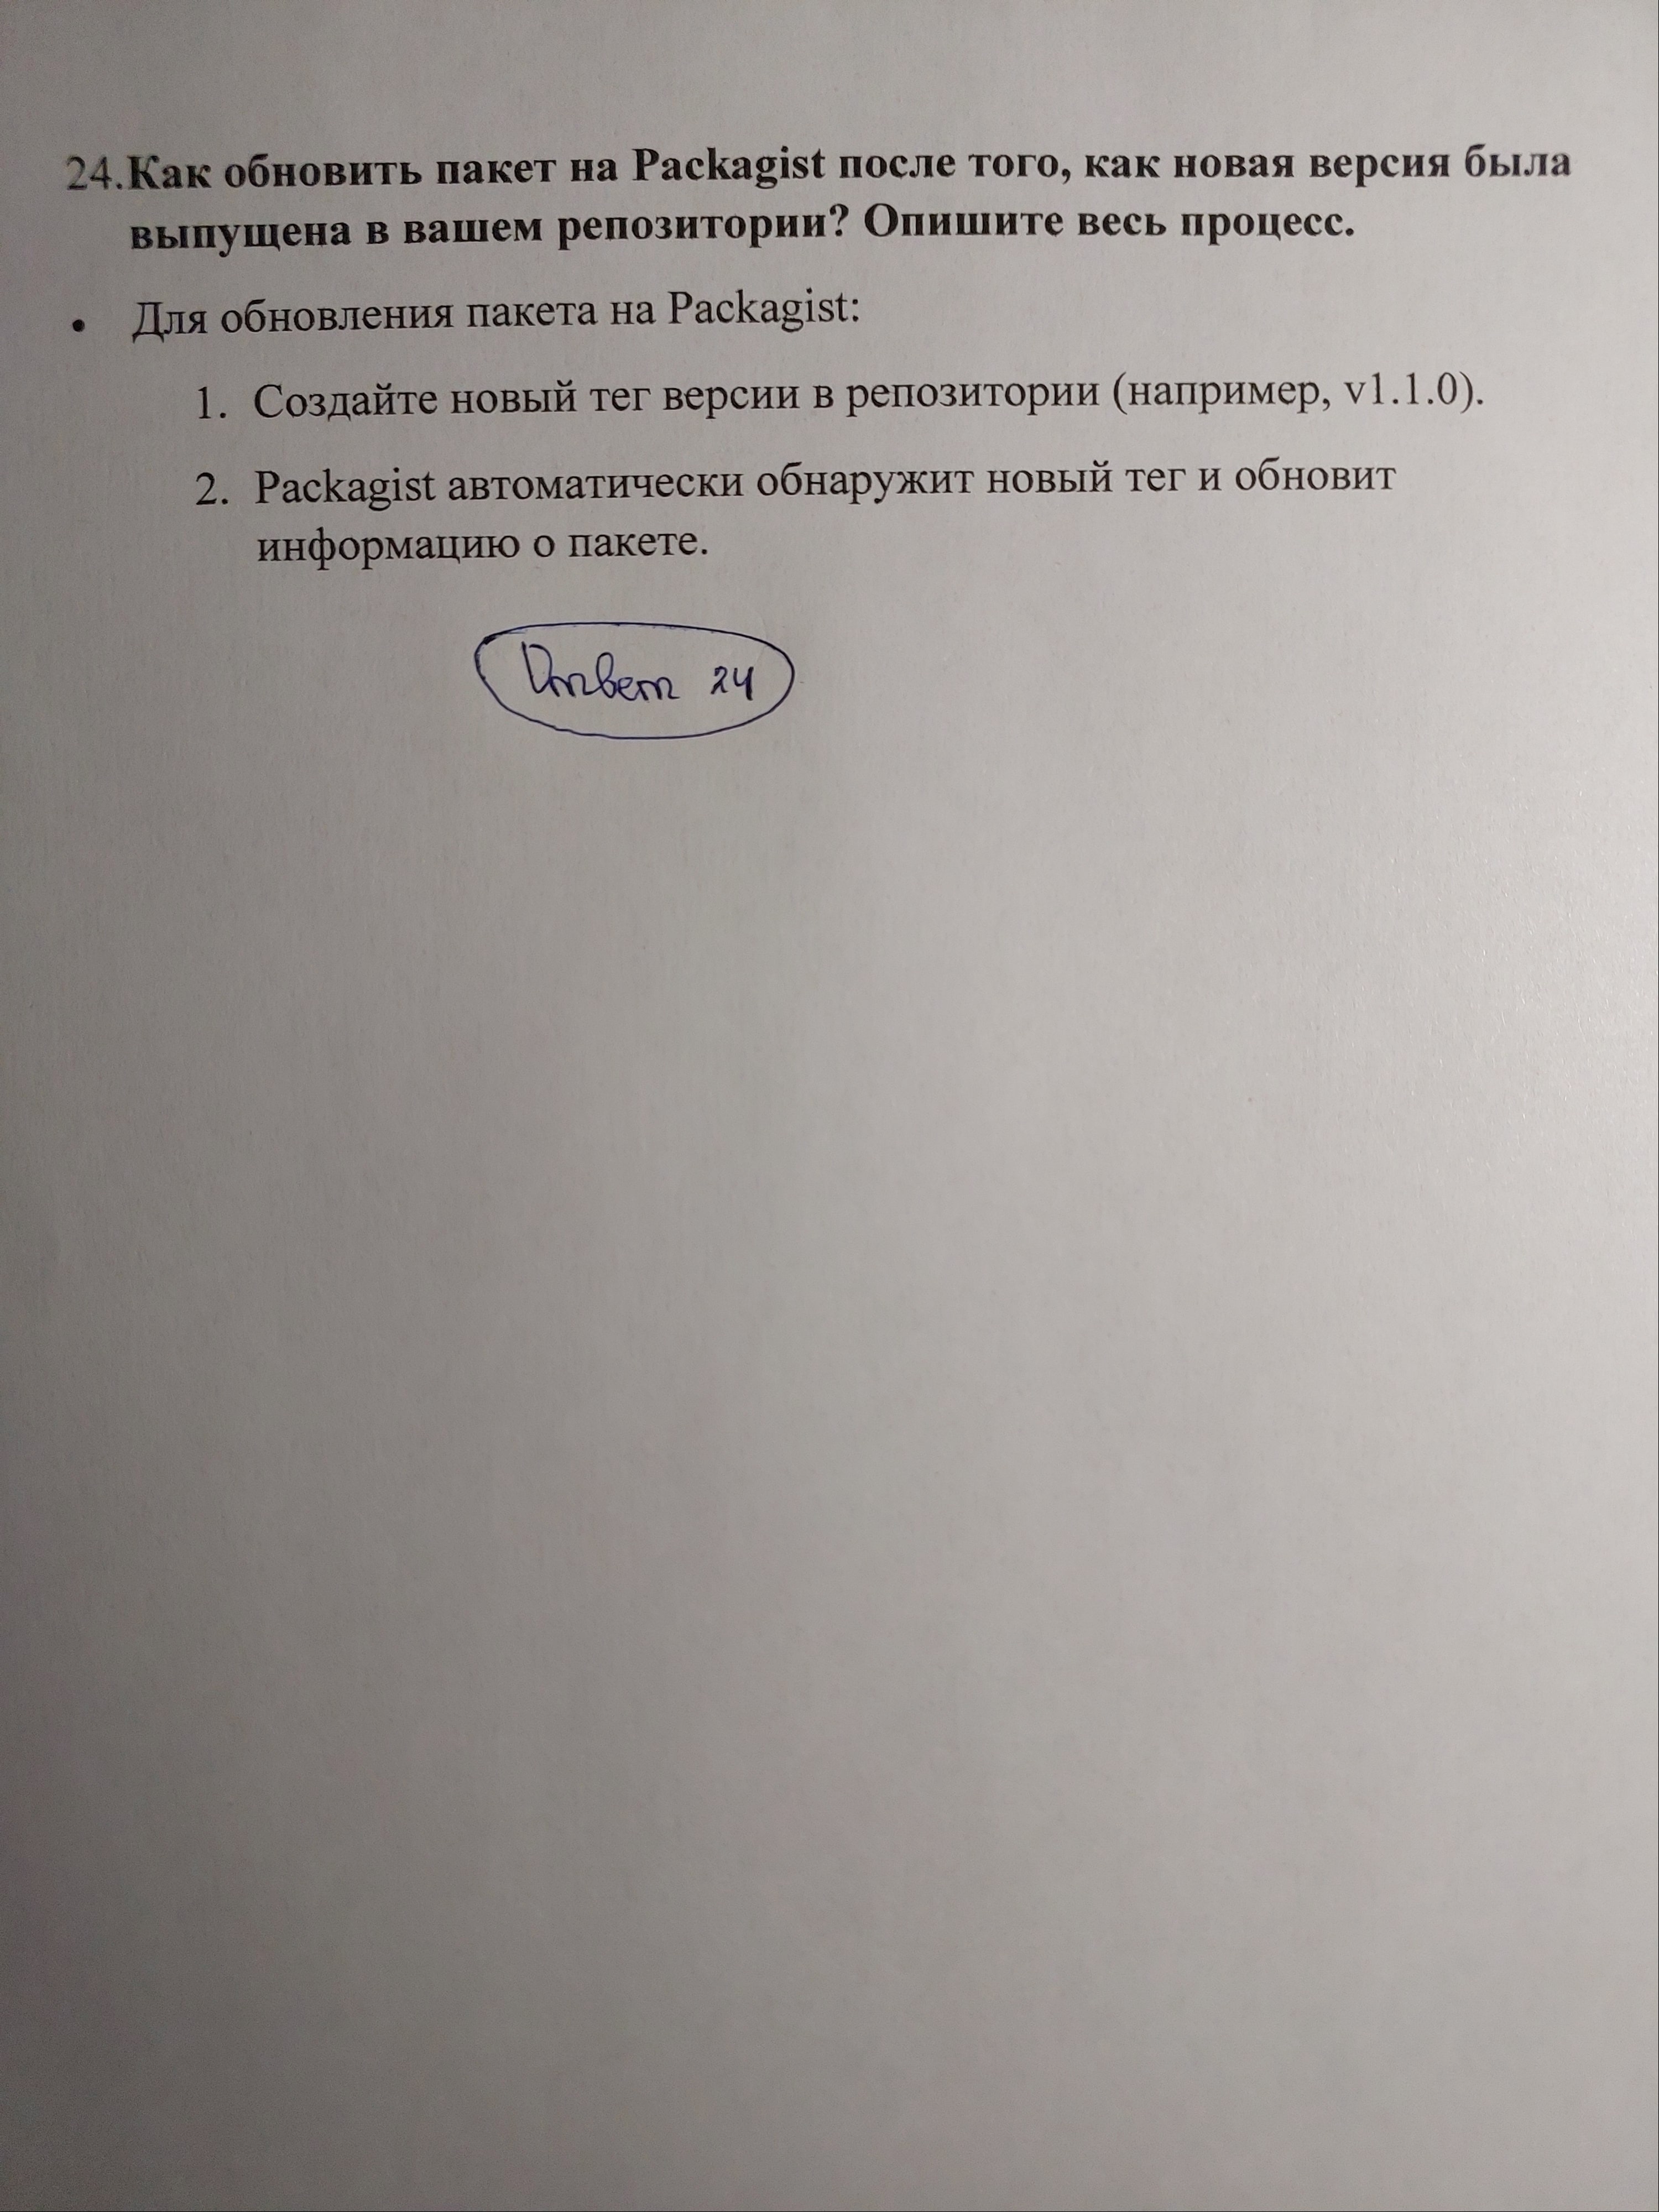 24.Как обновить пакет на Packagist после того, как новая версия была
выпущена в вашем репозитории? Опишите весь процесс.
• Для обновления пакета на Packagist:
1. Создайте новый тег версии в репозитории (например, v1.1.0).
2. Packagist автоматически обнаружит новый тег и обновит
информацию о пакете.
Ответ 24